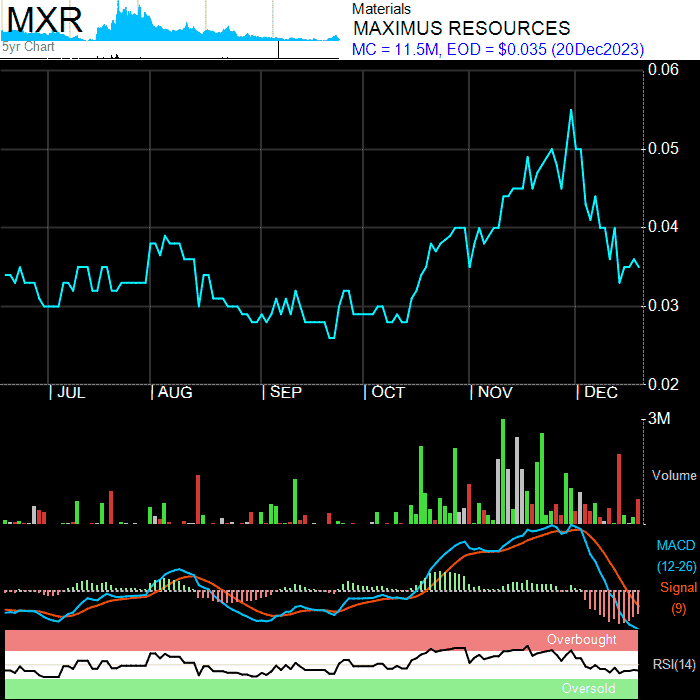 MXR
5yr Chart
Materials
MAXIMUS RESOURCES
MC = 11.5M, EOD = $0.035 (20Dec2023)
0.06
0.05
0.04
0.03
0.02
JUL
AUG
SEP
OCT
NOV
DEC
3M
Volume
MACD
(12-26)
Signal
(9)
Overbought
RSI(14)
Oversold